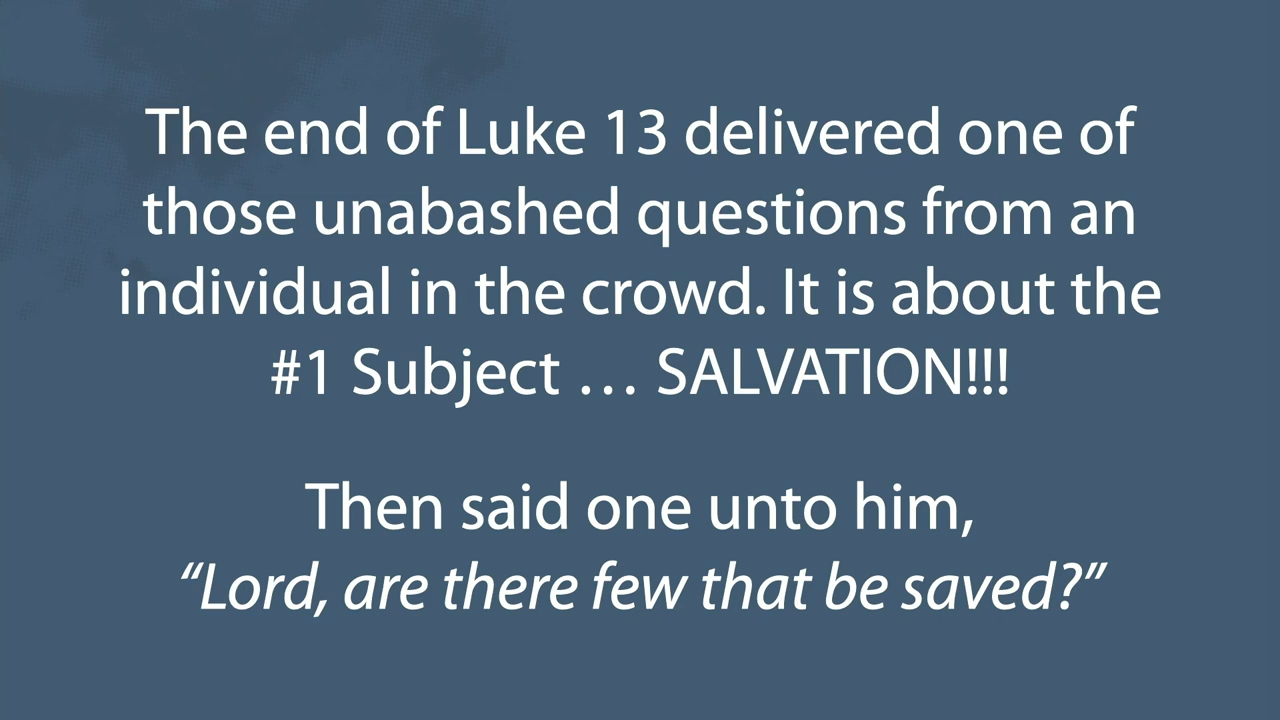 The end of Luke 13 delivered one of
those unabashed questions from an
individual in the crowd. It is about the
#1 Subject … SALVATION!!!
Then said one unto him,
“Lord, are there few that be saved?”